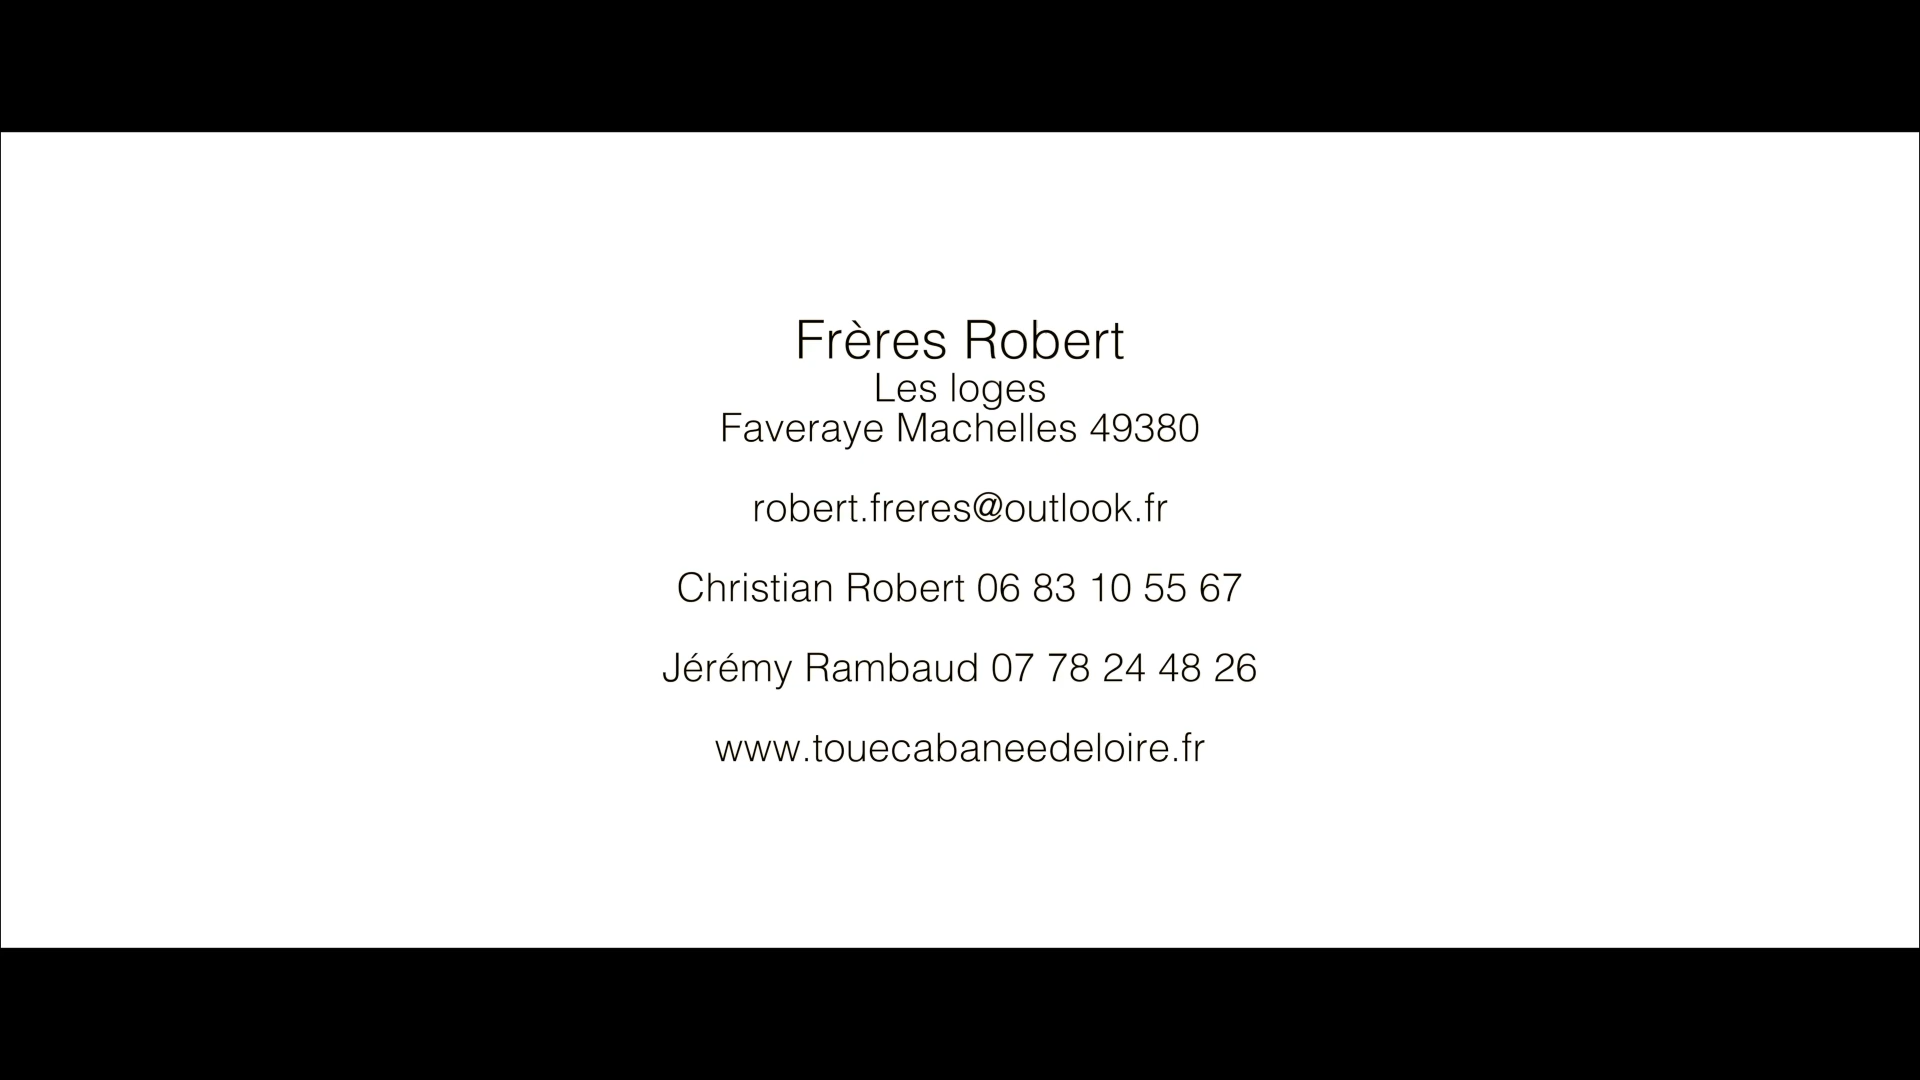 Frères Robert
Les loges
Faveraye Machelles 49380
robert.freres@outlook.fr
Christian Robert 06 83 10 55 67
Jérémy Rambaud 07 78 24 48 26
www.touecabaneedeloire.fr